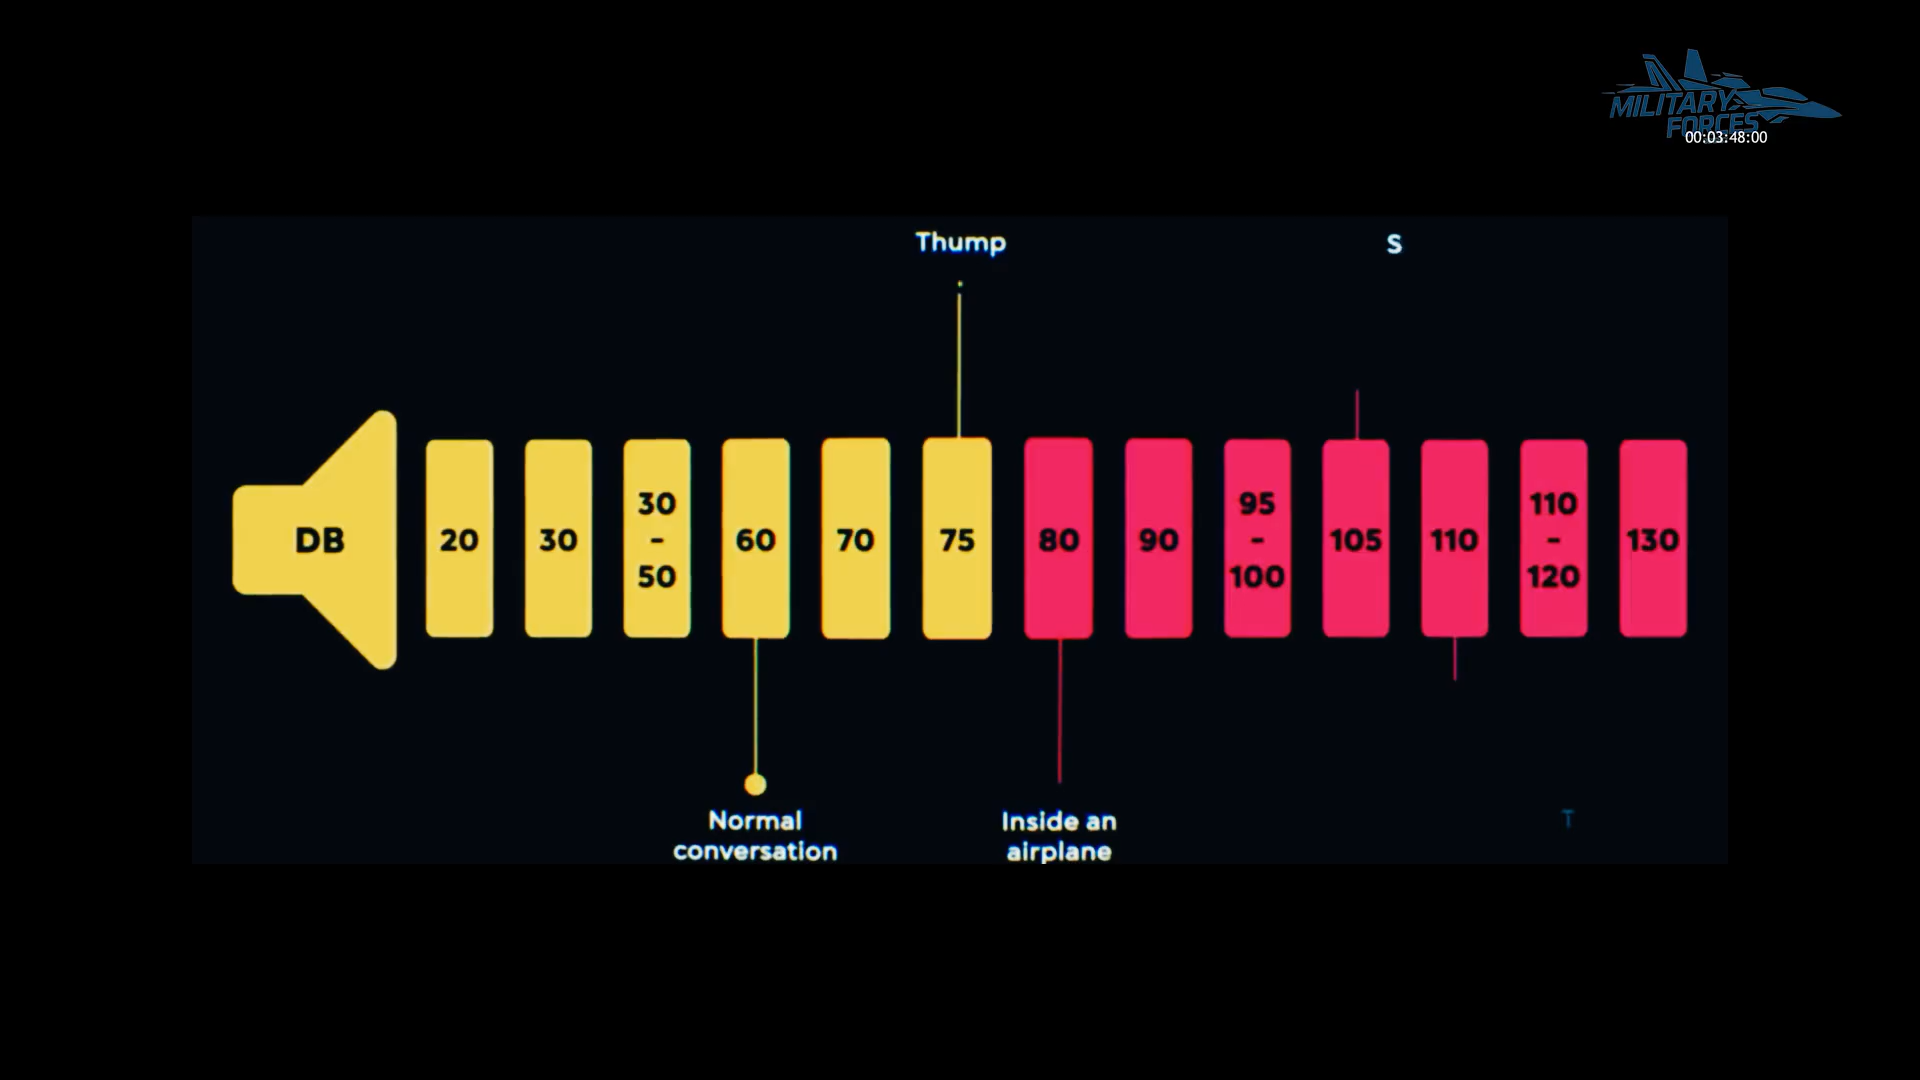 MILITARY
FORCES
00:03:48:00
Thump
S
DB
20
30
30
-
50
60
70
75
80
90
95
-
100
105
110
110
-
120
130
T
Normal
conversation
Inside an
airplane